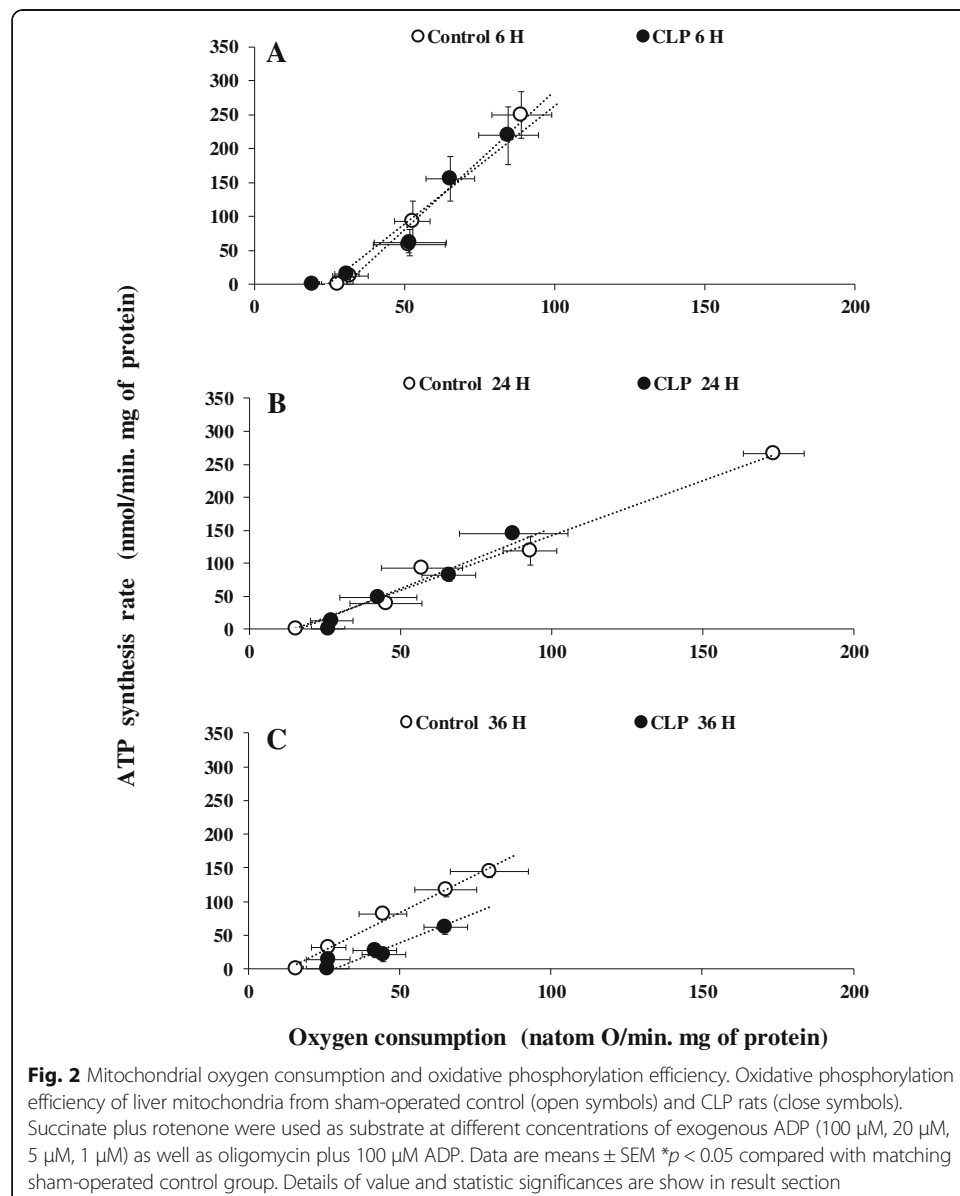 Control 6 H
CLP 6 H
A
350
300
250
200
150
100
50
0
0
50
100
150
200
Control 24 H
CLP 24 H
B
350
300
250
200
150
100
50
0
0
50
100
150
200
Control 36 H
CLP 36 H
C
350
300
250
200
150
100
50
0
0
50
100
150
200
ATP synthesis rate (nmol/min. mg of protein)
Oxygen consumption (natom O/min. mg of protein)
Fig. 2 Mitochondrial oxygen consumption and oxidative phosphorylation efficiency. Oxidative phosphorylation
efficiency of liver mitochondria from sham-operated control (open symbols) and CLP rats (close symbols).
Succinate plus rotenone were used as substrate at different concentrations of exogenous ADP (100 μM, 20 μM,
5 μM, 1 μM) as well as oligomycin plus 100 μM ADP. Data are means ± SEM *p < 0.05 compared with matching
sham-operated control group. Details of value and statistic significances are show in result section